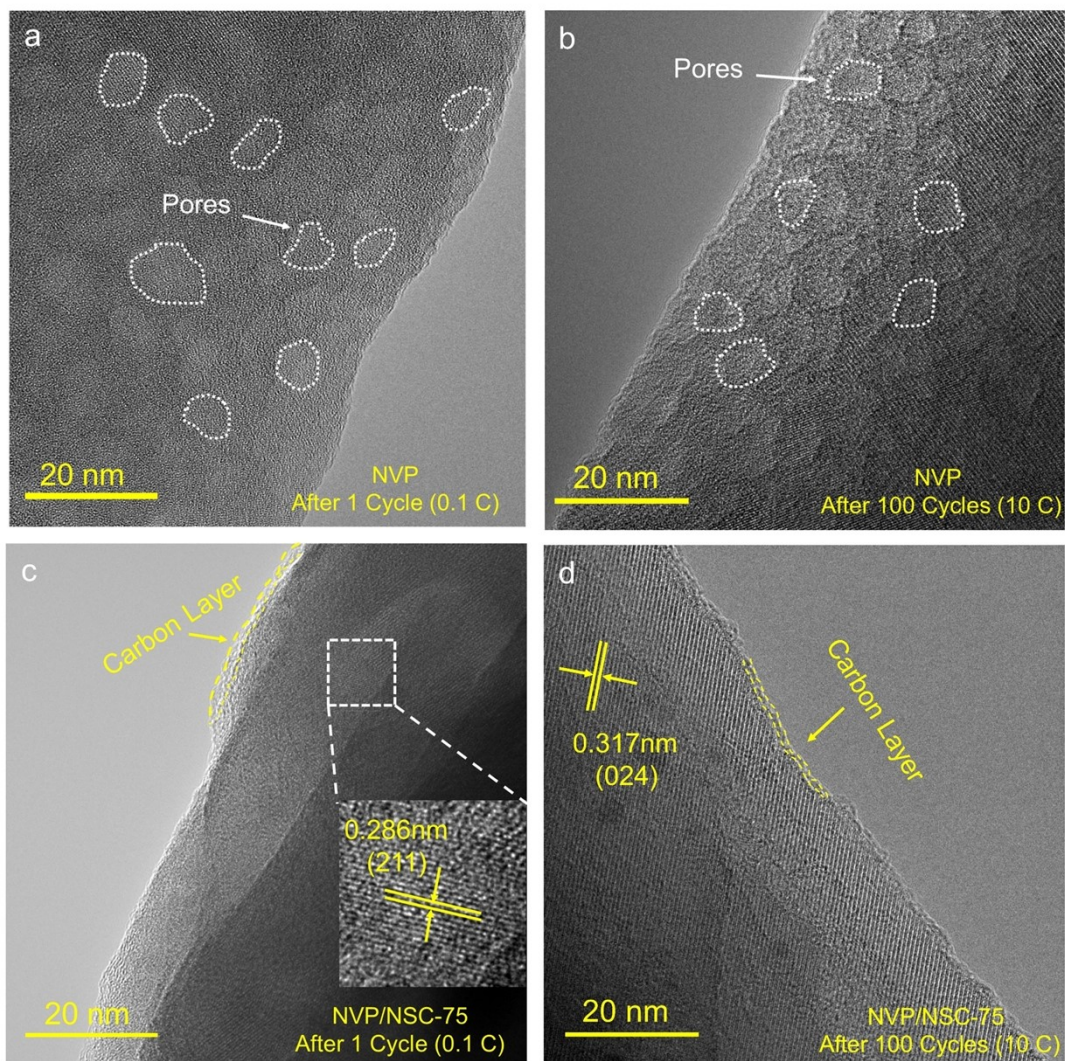 a
Pores
20 nm
NVP
After 1 Cycle (0.1 C)
b
Pores
20 nm
NVP
After 100 Cycles (10 C)
c
Carbon Layer
0.286nm
(211)
20 nm
NVP/NSC-75
After 1 Cycle (0.1 C)
d
0.317nm
(024)
Carbon Layer
20 nm
NVP/NSC-75
After 100 Cycles (10 C)